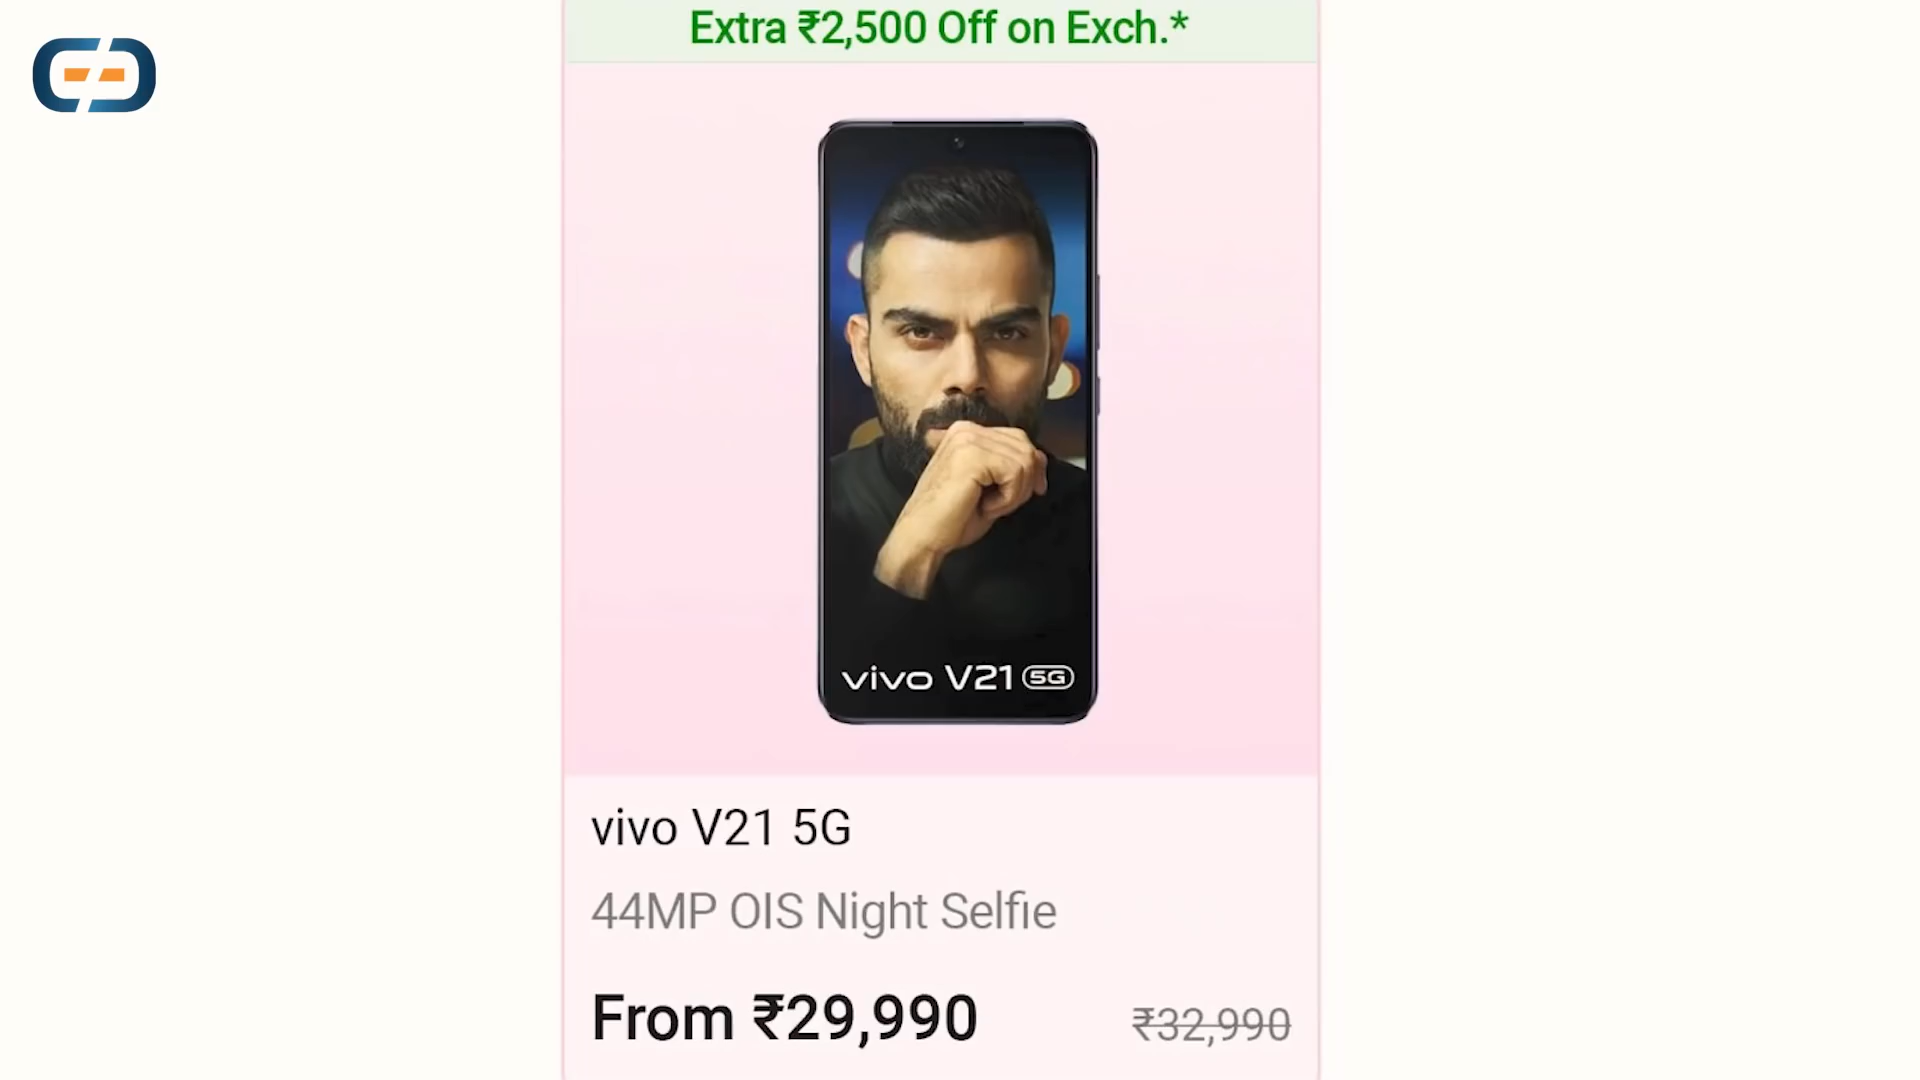 Extra ₹2,500 Off on Exch.*
vivo V21 5G
vivo V21 5G
44MP OIS Night Selfie
From ₹29,990 ₹32,990